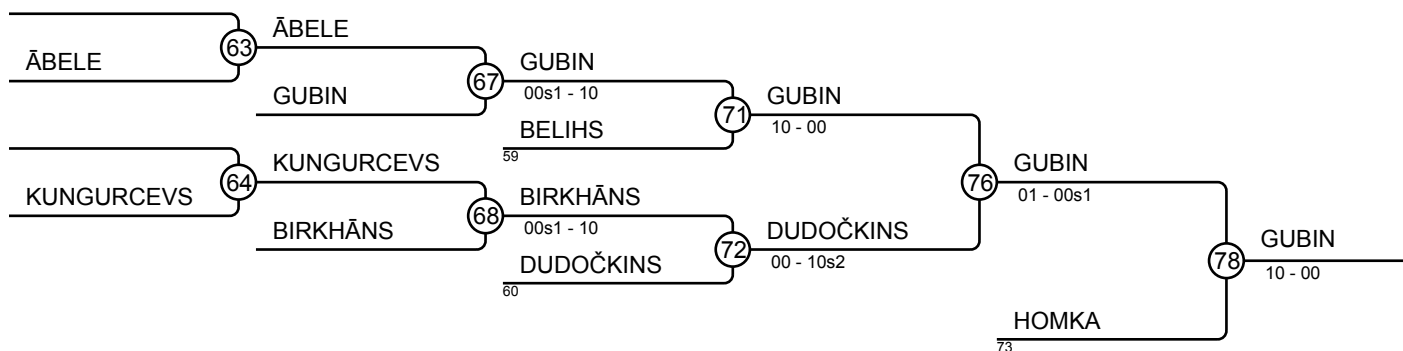 ĀBELE
63
ĀBELE
GUBIN
67
GUBIN
00s1 - 10
BELIHS
59
71
GUBIN
10 - 00
KUNGURCEVS
64
KUNGURCEVS
BIRKHĀNS
68
BIRKHĀNS
00s1 - 10
DUDOČKINS
60
72
DUDOČKINS
00 - 10s2
76
GUBIN
01 - 00s1
HOMKA
73
78
GUBIN
10 - 00